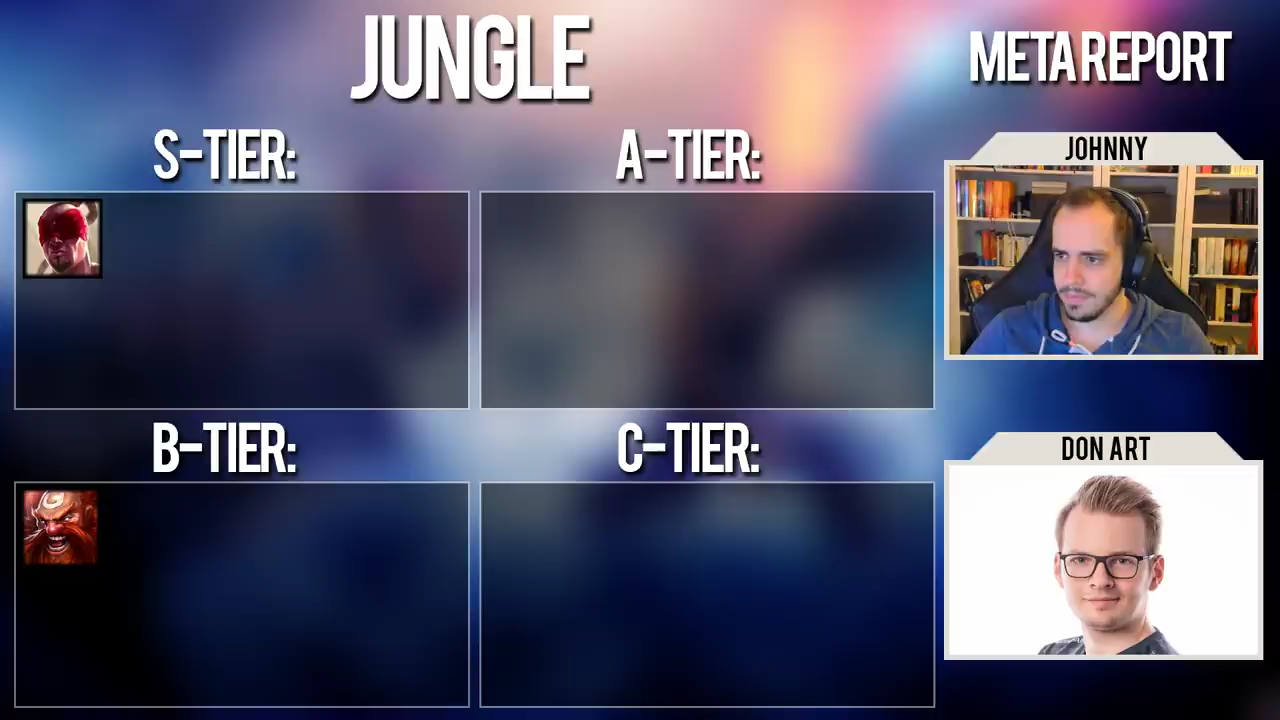 JUNGLE
META REPORT
S-TIER:
A-TIER:
JOHNNY
B-TIER:
C-TIER:
DON ART